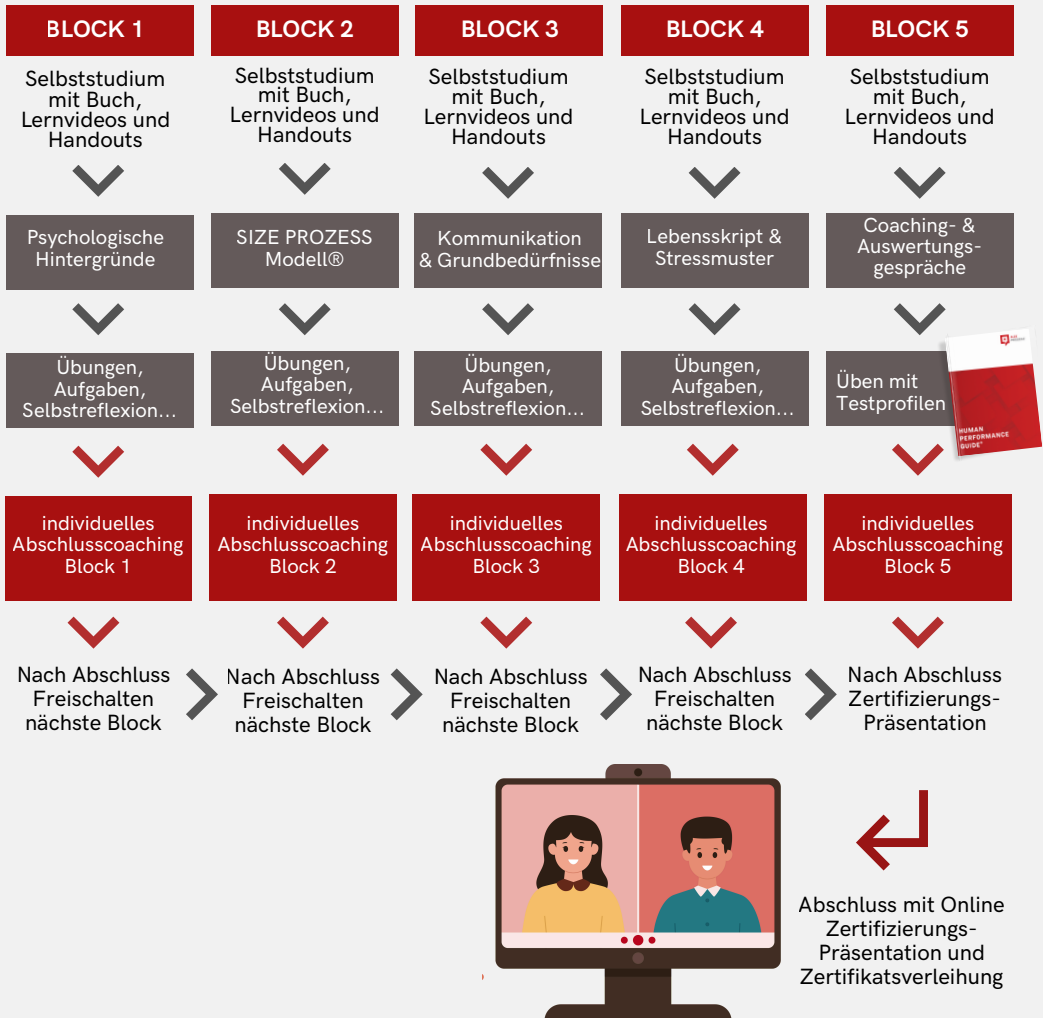 BLOCK 1
Selbststudium
mit Buch,
Lernvideos und
Handouts
Psychologische
Hintergründe
Übungen,
Aufgaben,
Selbstreflexion...
individuelles
Abschlusscoaching
Block 1
Nach Abschluss
Freischalten
nächste Block
BLOCK 2
Selbststudium
mit Buch,
Lernvideos und
Handouts
SIZE PROZESS
Modell®
Übungen,
Aufgaben,
Selbstreflexion...
individuelles
Abschlusscoaching
Block 2
Nach Abschluss
Freischalten
nächste Block
BLOCK 3
Selbststudium
mit Buch,
Lernvideos und
Handouts
Kommunikation
& Grundbedürfnisse
Übungen,
Aufgaben,
Selbstreflexion...
individuelles
Abschlusscoaching
Block 3
Nach Abschluss
Freischalten
nächste Block
BLOCK 4
Selbststudium
mit Buch,
Lernvideos und
Handouts
Lebensskript &
Stressmuster
Übungen,
Aufgaben,
Selbstreflexion...
individuelles
Abschlusscoaching
Block 4
Nach Abschluss
Freischalten
nächste Block
BLOCK 5
Selbststudium
mit Buch,
Lernvideos und
Handouts
Coaching- &
Auswertungs-
gespräche
Üben mit
Testprofilen
HUMAN
PERFORMANCE
GUIDE®
individuelles
Abschlusscoaching
Block 5
Nach Abschluss
Zertifizierungs-
Präsentation
Abschluss mit Online
Zertifizierungs-
Präsentation und
Zertifikatsverleihung